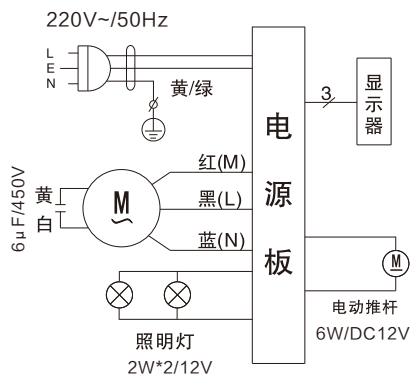 220V~/50Hz
L
E
N
黄/绿
3
显示器
电源板
红(M)
黑(L)
蓝(N)
6μF/450V
黄
白
M
~
M
电动推杆
6W/DC12V
照明灯
2W*2/12V